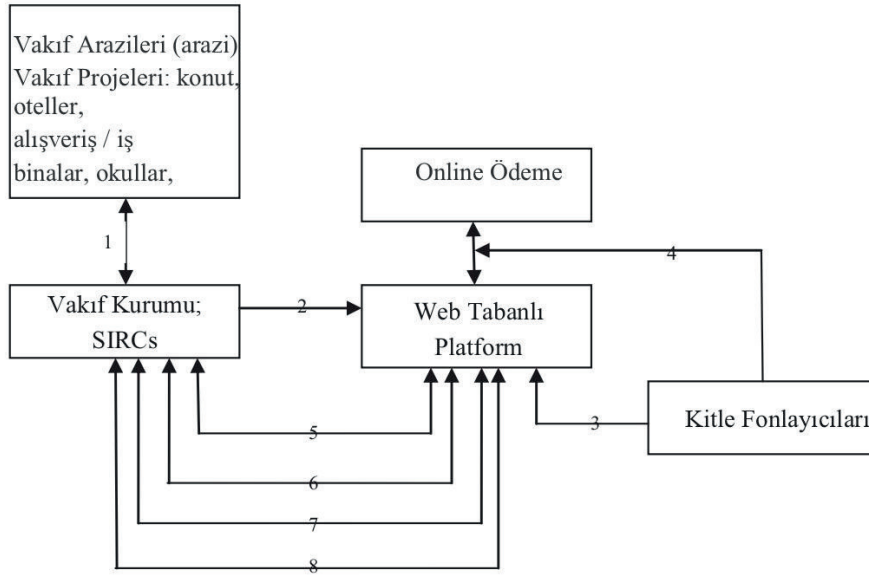 Vakıf Arazileri (arazi)
Vakıf Projeleri: konut,
oteller,
alışveriş / iş
binalar, okullar,
Online Ödeme
1
4
Vakıf Kurumu;
SIRCs
2
Web Tabanlı
Platform
Kitle Fonlayıcıları
3
5
6
7
8